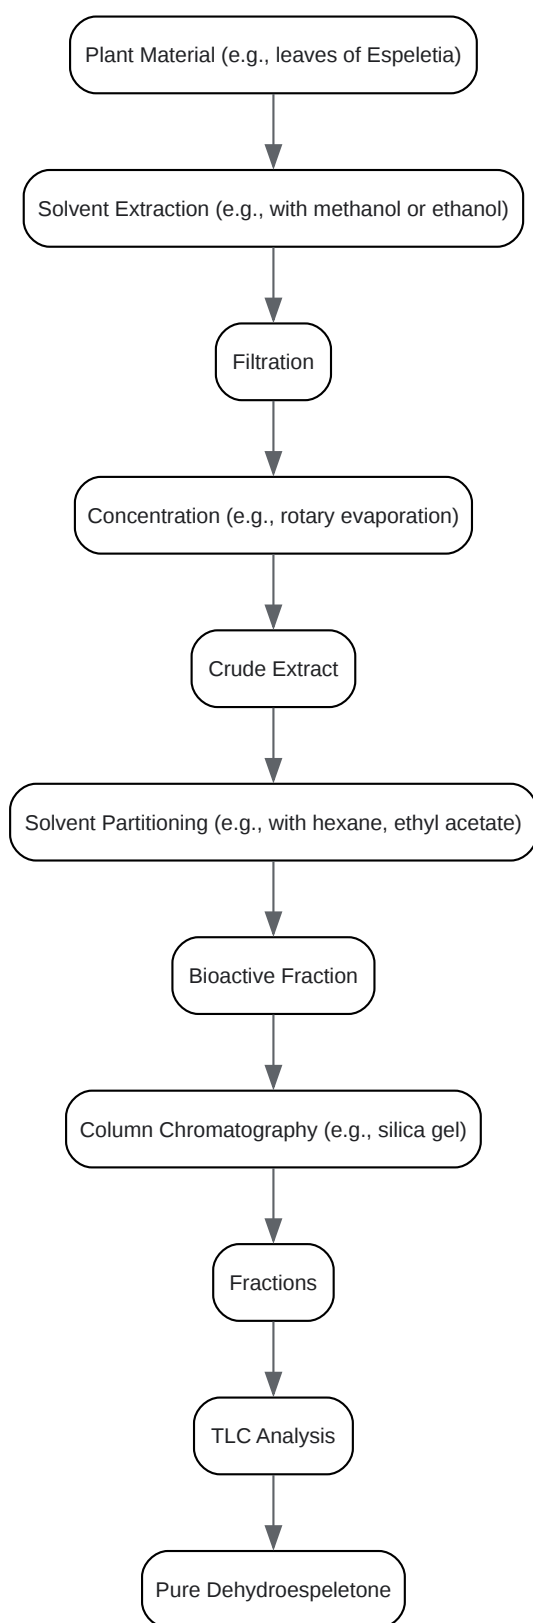 Plant Material (e.g., leaves of Espeletia)
Solvent Extraction (e.g., with methanol or ethanol)
Filtration
Concentration (e.g., rotary evaporation)
Crude Extract
Solvent Partitioning (e.g., with hexane, ethyl acetate)
Bioactive Fraction
Column Chromatography (e.g., silica gel)
Fractions
TLC Analysis
Pure Dehydroespeletone